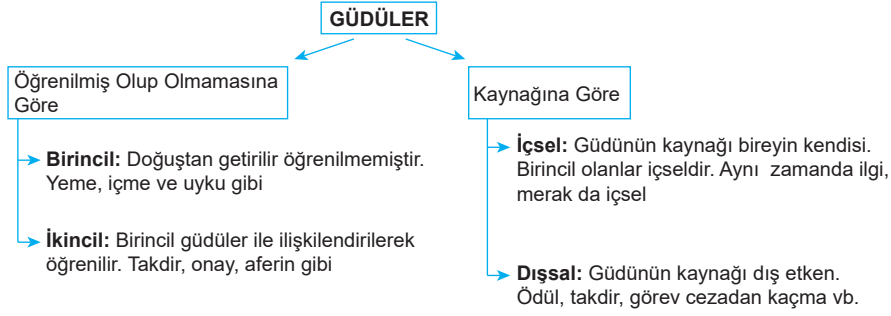 GÜDÜLER
Öğrenilmiş Olup Olmamasına
Göre
Birincil: Doğuştan getirilir öğrenilmemiştir.
Yeme, içme ve uyku gibi
İkincil: Birincil güdüler ile ilişkilendirilerek
öğrenilir. Takdir, onay, aferin gibi
Kaynağına Göre
İçsel: Güdünün kaynağı bireyin kendisi.
Birincil olanlar içseldir. Aynı zamanda ilgi,
merak da içsel
Dışsal: Güdünün kaynağı dış etken.
Ödül, takdir, görev cezadan kaçma vb.